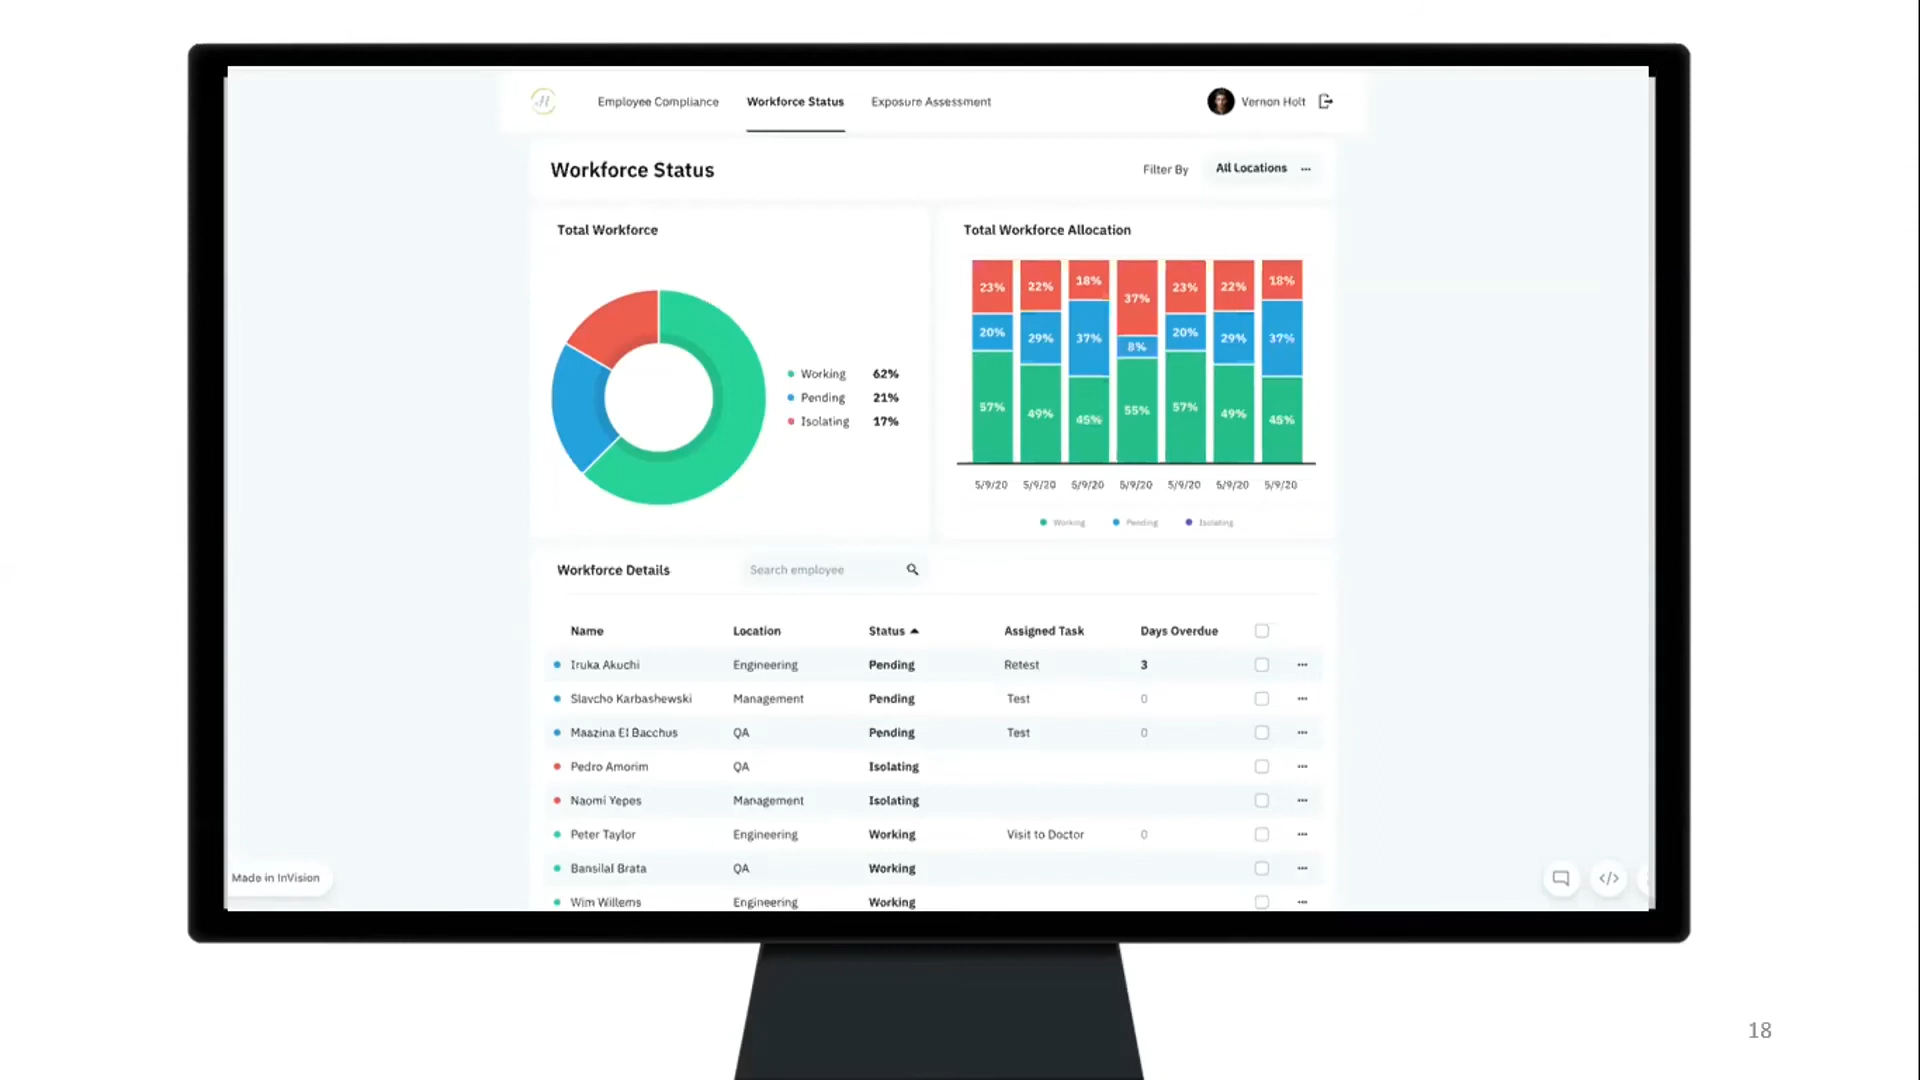 Employee Compliance Workforce Status Exposure Assessment Vernon Holt
Workforce Status Filter By All Locations ...
Total Workforce
Working 62%
Pending 21%
Isolating 17%
Total Workforce Allocation
23% 22% 18% 37% 23% 22% 18%
20% 29% 37% 8% 20% 29% 37%
57% 49% 45% 55% 57% 49% 45%
5/9/20 5/9/20 5/9/20 5/9/20 5/9/20 5/9/20 5/9/20
Working Pending Isolating
Workforce Details Search employee
Name Location Status Assigned Task Days Overdue
Iruka Akuchi Engineering Pending Retest 3 ...
Slavcho Karbashewski Management Pending Test 0 ...
Maazina El Bacchus QA Pending Test 0 ...
Pedro Amorim QA Isolating ...
Naomi Yepes Management Isolating ...
Peter Taylor Engineering Working Visit to Doctor 0 ...
Bansilal Brata QA Working ...
Wim Willems Engineering Working ...
Made in InVision </>
18